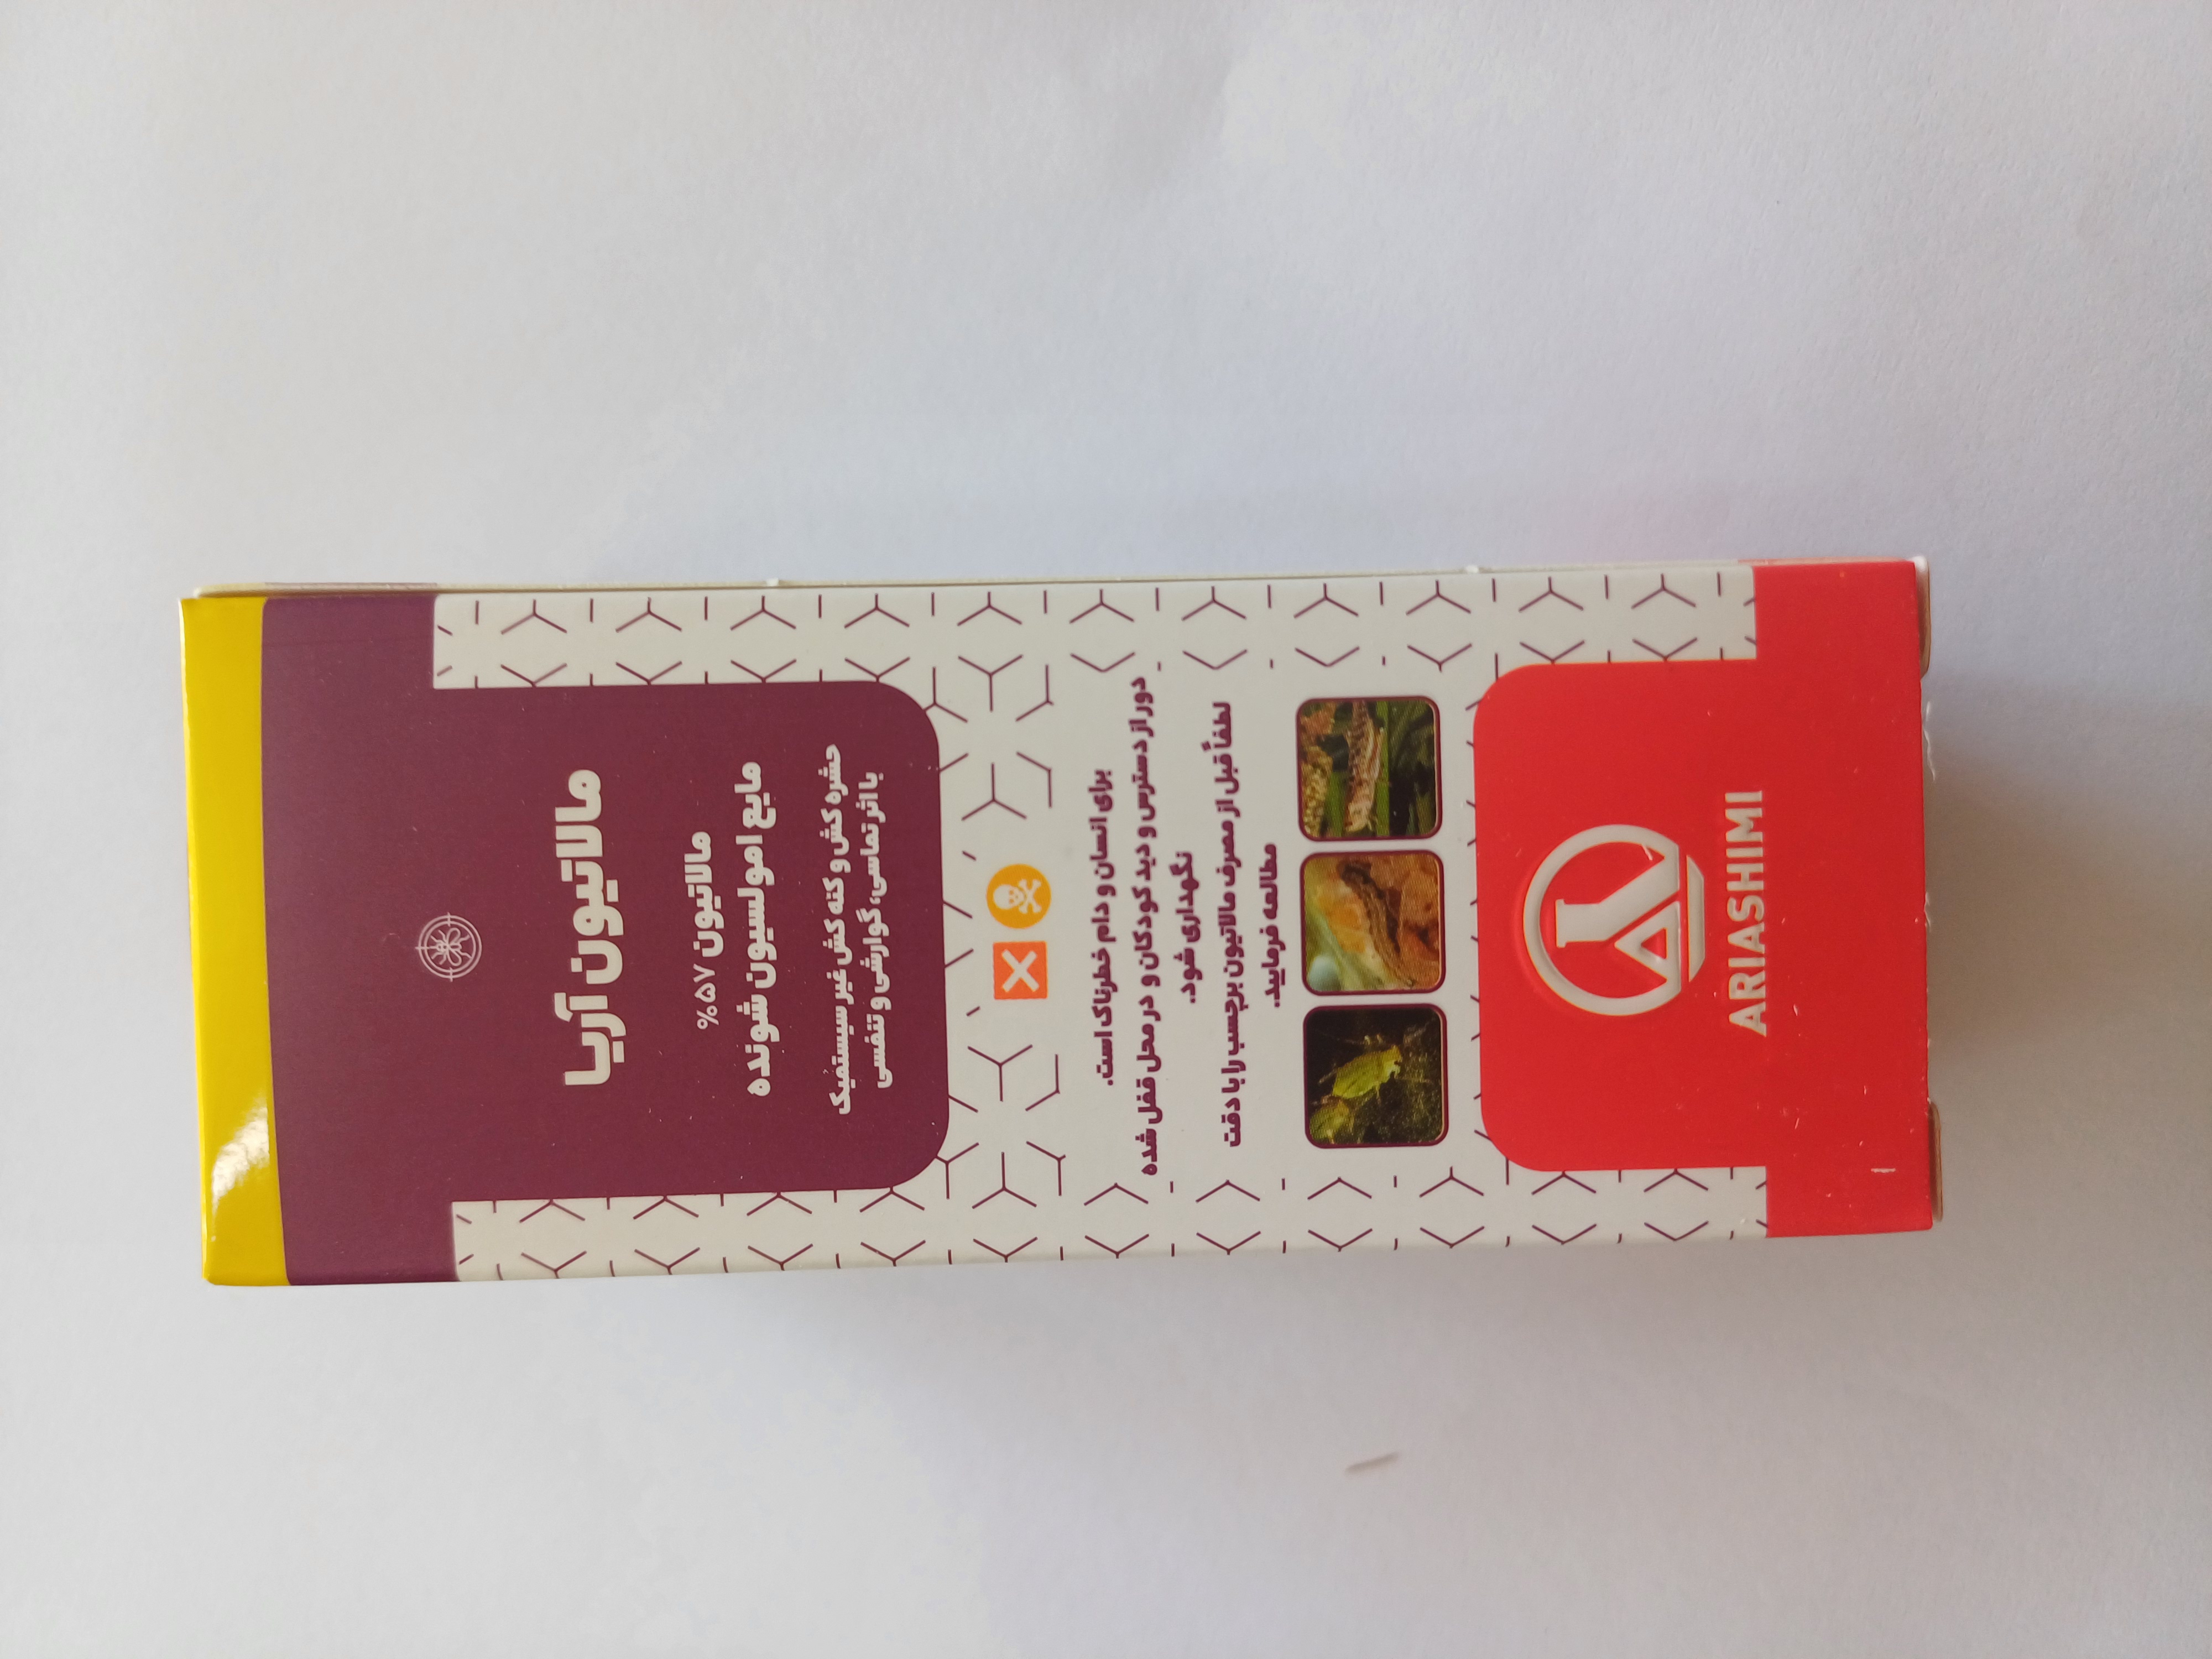 مالاتیون آریا
مالاتیون ۵۷%
مایع امولسیون شونده
حشره کش و کنه کش غیر سیستمیک
با اثر تماسی، گوارشی و تنفسی
برای انسان و دام خطرناک است.
دور از دسترس و دید کودکان و در محل قفل شده
نگهداری شود.
لطفاً قبل از مصرف مالاتیون برچسب را با دقت
مطالعه فرمایید.
ARIASHIMI